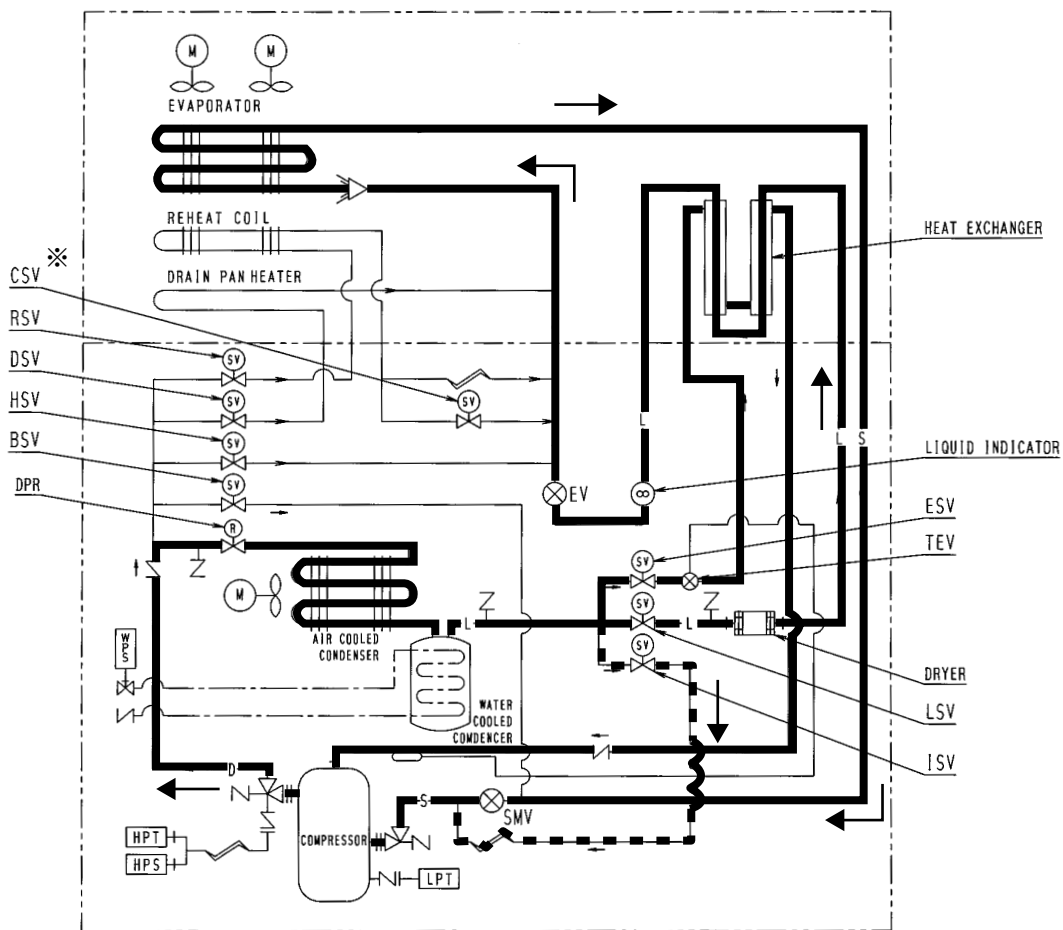 M
M
EVAPORATOR
REHEAT COIL
HEAT EXCHANGER
※
CSV
DRAIN PAN HEATER
RSV
SV
DSV
SV
SV
HSV
SV
L
L
S
BSV
LIQUID INDICATOR
SV
DPR
EV
∞
ESV
R
TEV
SV
M
SV
L
L
AIR COOLED
CONDENSER
WPS
SV
DRYER
WATER
COOLED
COMDENCER
LSV
ISV
D
S
SMV
HPT
COMPRESSOR
HPS
LPT